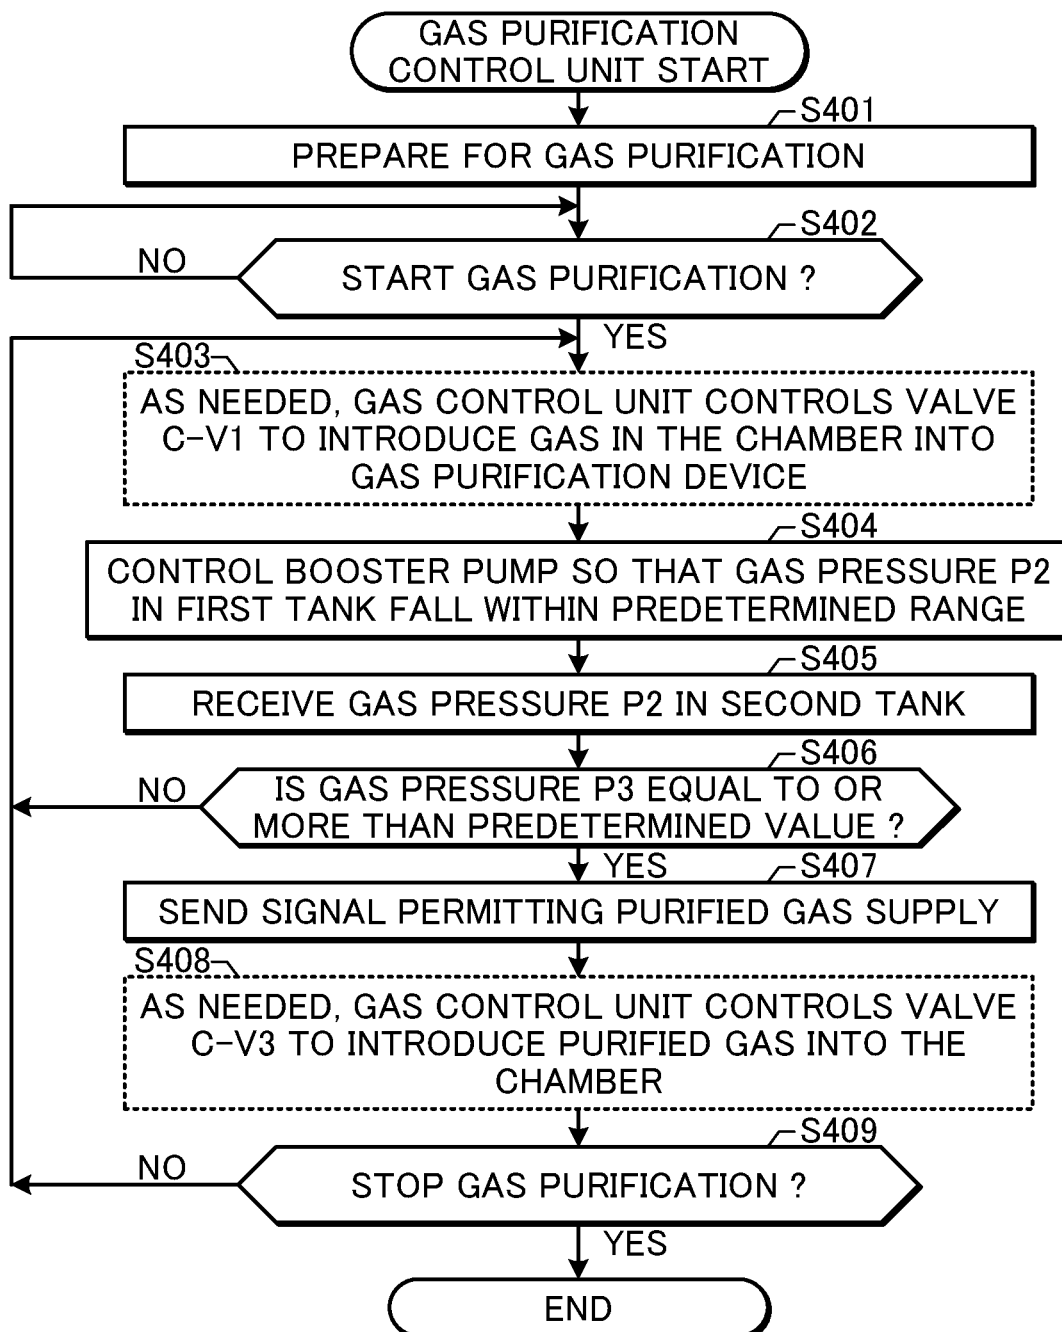 GAS PURIFICATION
CONTROL UNIT START
S401
PREPARE FOR GAS PURIFICATION
S402
NO
START GAS PURIFICATION ?
YES
S403
AS NEEDED, GAS CONTROL UNIT CONTROLS VALVE
C-V1 TO INTRODUCE GAS IN THE CHAMBER INTO
GAS PURIFICATION DEVICE
S404
CONTROL BOOSTER PUMP SO THAT GAS PRESSURE P2
IN FIRST TANK FALL WITHIN PREDETERMINED RANGE
S405
RECEIVE GAS PRESSURE P2 IN SECOND TANK
S406
NO
IS GAS PRESSURE P3 EQUAL TO OR
MORE THAN PREDETERMINED VALUE ?
YES
S407
SEND SIGNAL PERMITTING PURIFIED GAS SUPPLY
S408
AS NEEDED, GAS CONTROL UNIT CONTROLS VALVE
C-V3 TO INTRODUCE PURIFIED GAS INTO THE
CHAMBER
S409
NO
STOP GAS PURIFICATION ?
YES
END